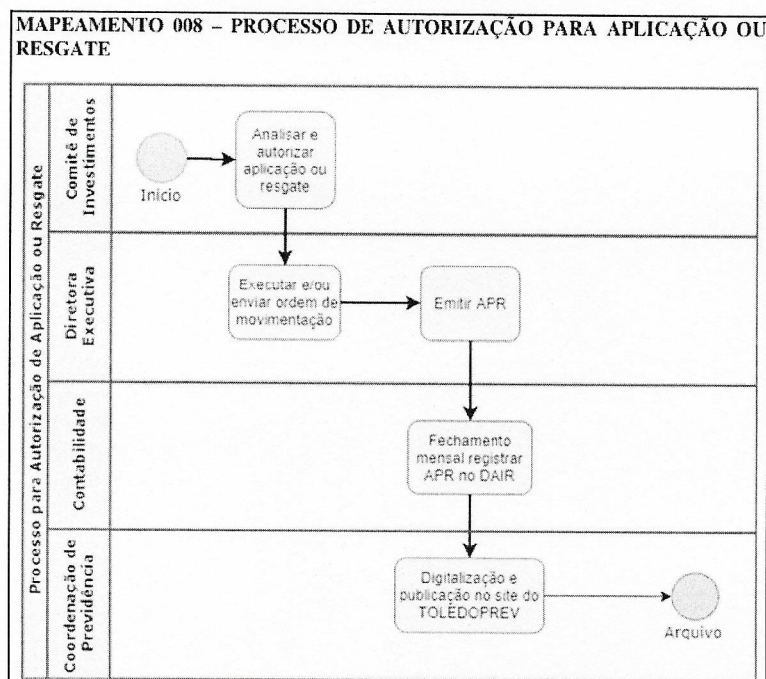 MAPEAMENTO 008 – PROCESSO DE AUTORIZAÇÃO PARA APLICAÇÃO OU
RESGATE
Processo para Autorização de Aplicação ou Resgate
Comitê de
Investimentos
Início
Analisar e
autorizar
aplicação ou
resgate
Diretora
Executiva
Executar e/ou
enviar ordem de
movimentação
Emitir APR
Contabilidade
Fechamento
mensal registrar
APR no DAIR
Coordenação de
Previdência
Digitalização e
publicação no site do
TOLEDOPREV
Arquivo